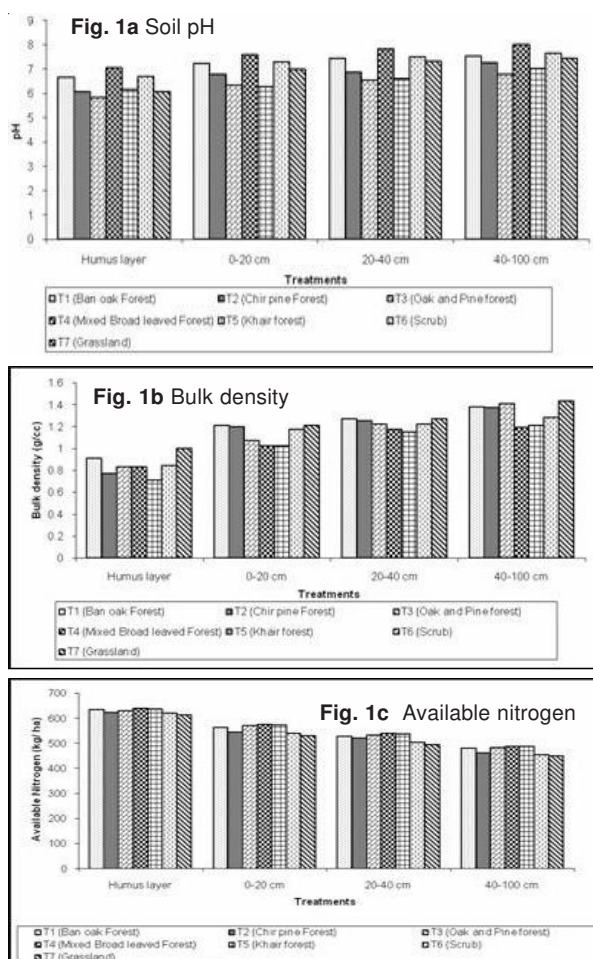 Fig. 1a Soil pH
9
8
7
6
5
4
3
2
1
0
pH
Humus layer 0-20 cm 20-40 cm 40-100 cm
Treatments
T1 (Ban oak Forest) T2 (Chir pine Forest) T3 (Oak and Pine forest)
T4 (Mixed Broad leaved Forest) T5 (Khair forest) T6 (Scrub)
T7 (Grassland)
Fig. 1b Bulk density
1.6
1.4
1.2
1
0.8
0.6
0.4
0.2
0
Bulk density (g/cc)
Humus layer 0-20 cm 20-40 cm 40-100 cm
Treatments
T1 (Ban oak Forest) T2 (Chir pine Forest) T3 (Oak and Pine forest)
T4 (Mixed Broad leaved Forest) T5 (Khair forest) T6 (Scrub)
T7 (Grassland)
Fig. 1c Available nitrogen
700
600
500
400
300
200
100
0
Available Nitrogen (kg/ha)
Humus layer 0-20 cm 20-40 cm 40-100 cm
Treatments
T1 (Ban oak Forest) T2 (Chir pine Forest) T3 (Oak and Pine forest)
T4 (Mixed Broad leaved Forest) T5 (Khair forest) T6 (Scrub)
T7 (Grassland)